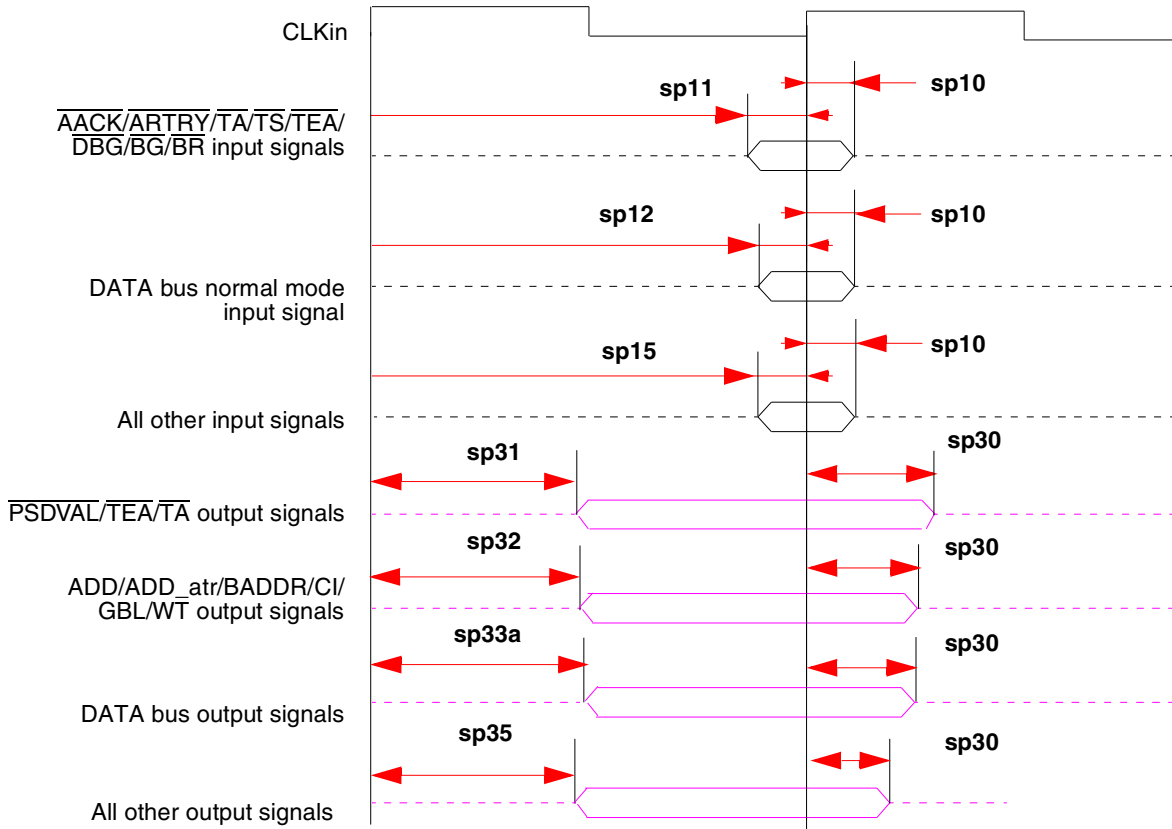 CLKin
sp11
sp10
AACK/ARTRY/TA/TS/TEA/
DBG/BG/BR input signals
sp12
sp10
DATA bus normal mode
input signal
sp15
sp10
All other input signals
sp31
sp30
PSDVAL/TEA/TA output signals
sp32
sp30
ADD/ADD_atr/BADDR/CI/
GBL/WT output signals
sp33a
sp30
DATA bus output signals
sp35
sp30
All other output signals